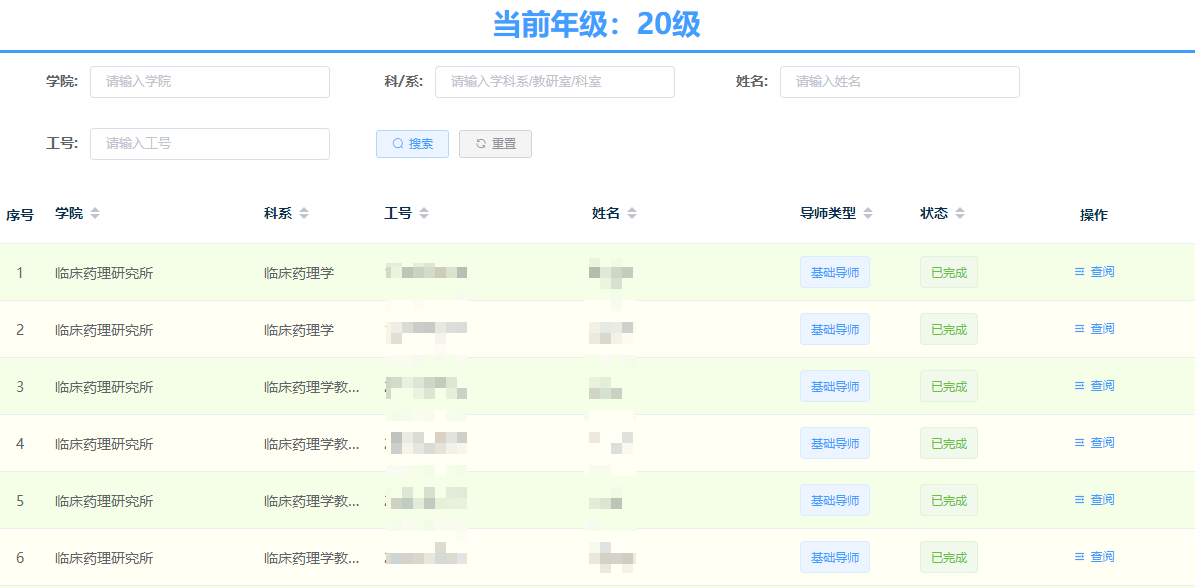 当前年级：20级
学院: 请输入学院 科/系: 请输入学科系/教研室/科室 姓名: 请输入姓名
工号: 请输入工号 搜索 重置
序号 学院 科系 工号 姓名 导师类型 状态 操作
1 临床药理研究所 临床药理学 基础导师 已完成 查阅
2 临床药理研究所 临床药理学 基础导师 已完成 查阅
3 临床药理研究所 临床药理学教... 基础导师 已完成 查阅
4 临床药理研究所 临床药理学教... 基础导师 已完成 查阅
5 临床药理研究所 临床药理学教... 基础导师 已完成 查阅
6 临床药理研究所 临床药理学教... 基础导师 已完成 查阅